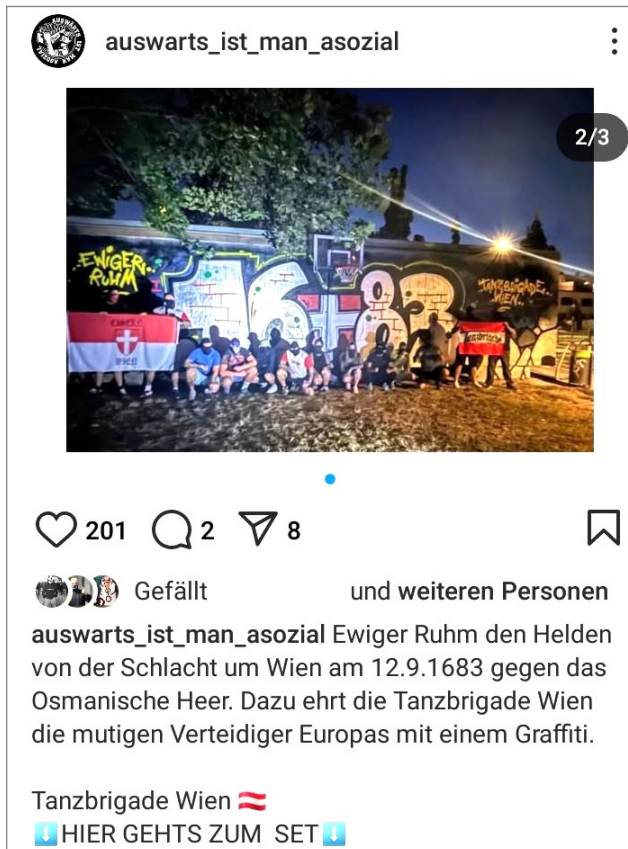 auswarts_ist_man_asozial
2/3
EWIGER
RUHM
16+83
TANZBRIGADE
WIEN
201
2
8
Gefällt und weiteren Personen
auswarts_ist_man_asozial Ewiger Ruhm den Helden
von der Schlacht um Wien am 12.9.1683 gegen das
Osmanische Heer. Dazu ehrt die Tanzbrigade Wien
die mutigen Verteidiger Europas mit einem Graffiti.
Tanzbrigade Wien 🇦🇹
⬇️HIER GEHTS ZUM SET⬇️